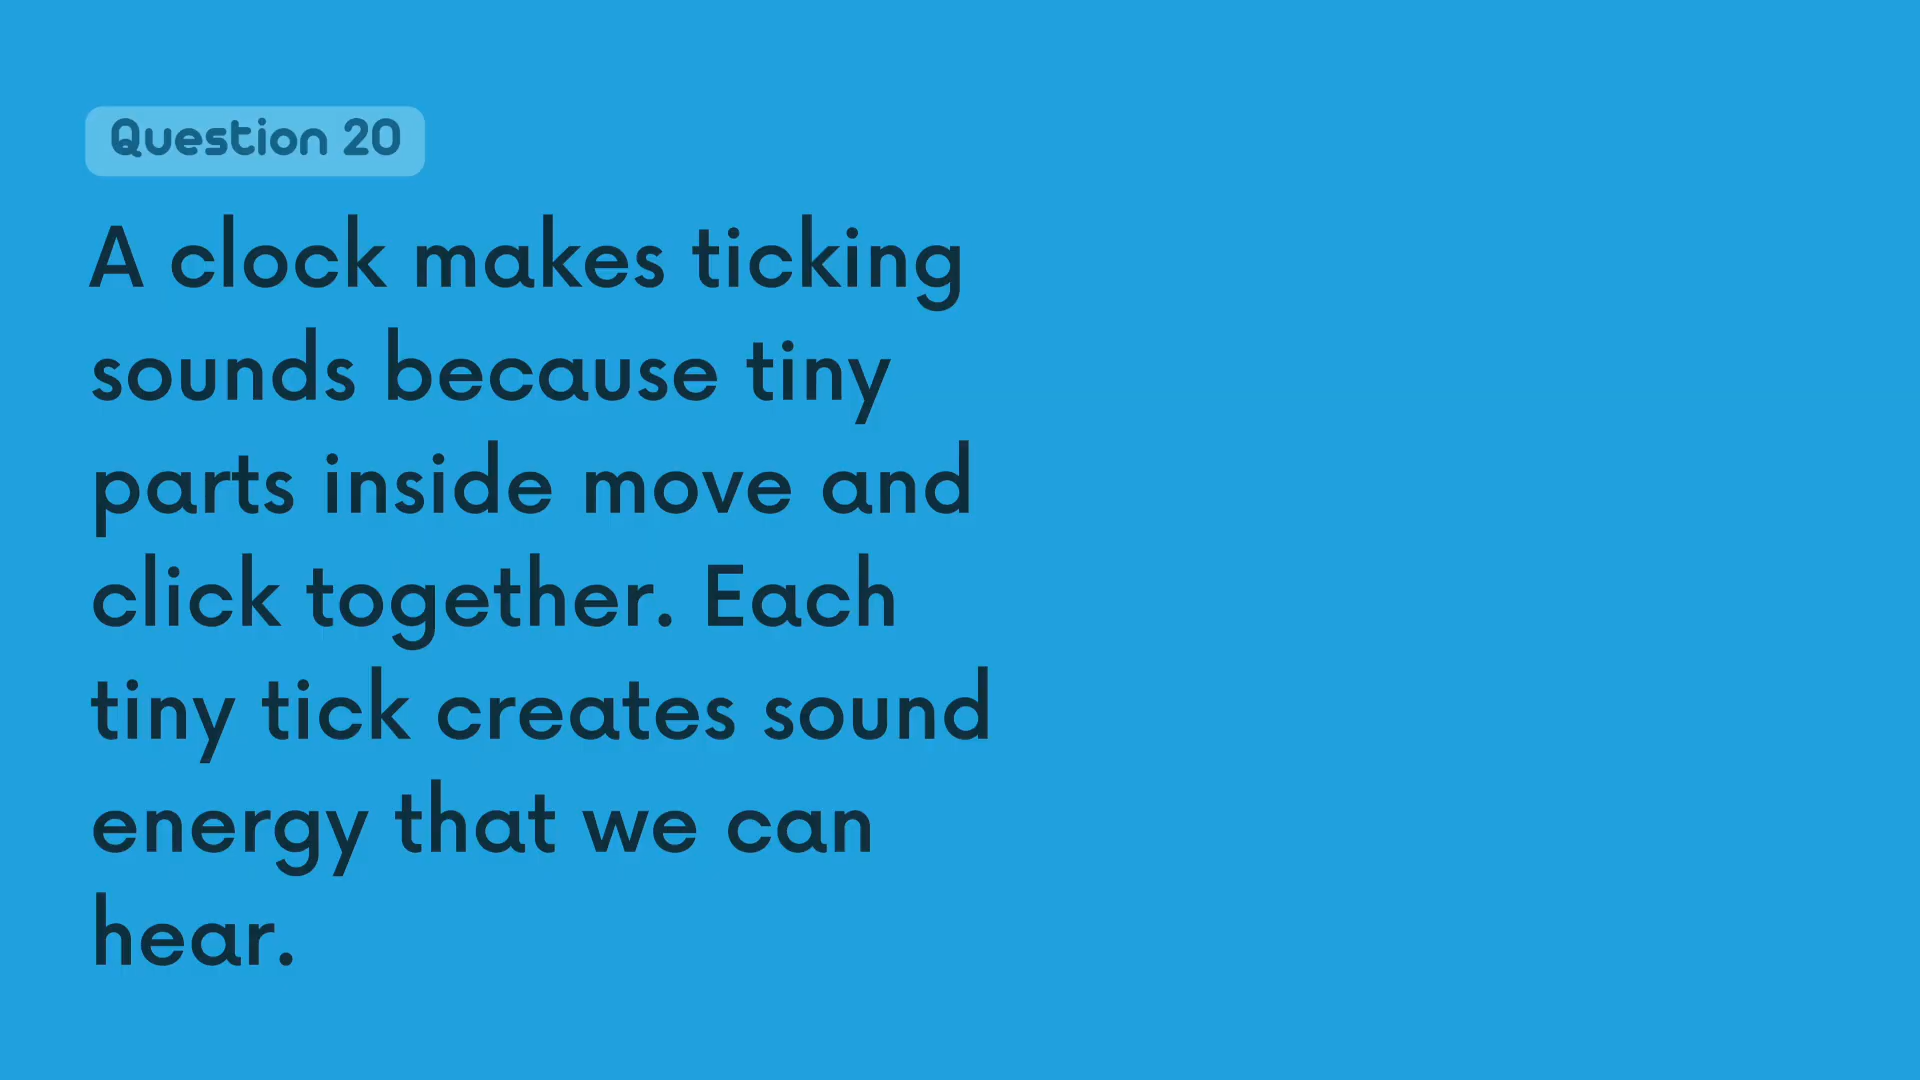 Question 20
A clock makes ticking
sounds because tiny
parts inside move and
click together. Each
tiny tick creates sound
energy that we can
hear.